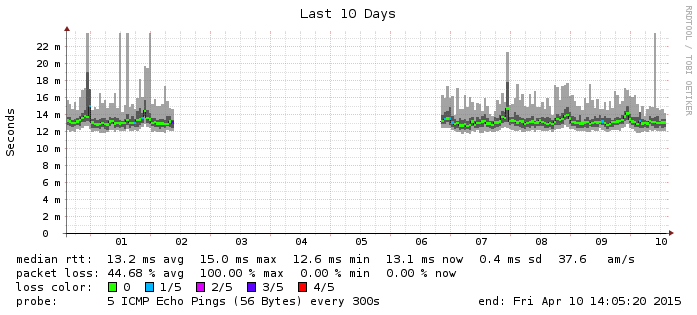 Last 10 Days
RRDTOOL / TOBI OETIKER
Seconds
22 m
20 m
18 m
16 m
14 m
12 m
10 m
8 m
6 m
4 m
2 m
0
01 02 03 04 05 06 07 08 09 10
median rtt: 13.2 ms avg 15.0 ms max 12.6 ms min 13.1 ms now 0.4 ms sd 37.6 am/s
packet loss: 44.68 % avg 100.00 % max 0.00 % min 0.00 % now
loss color: 0 1/5 2/5 3/5 4/5
probe: 5 ICMP Echo Pings (56 Bytes) every 300s end: Fri Apr 10 14:05:20 2015